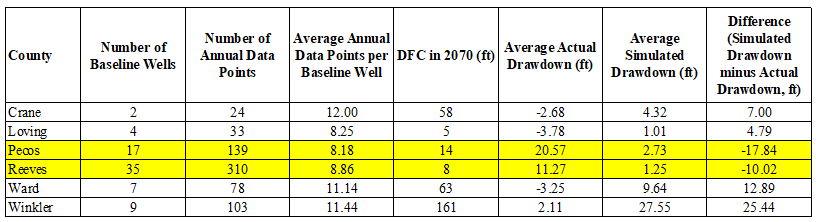 County Number of Baseline Wells Number of Annual Data Points Average Annual Data Points per Baseline Well DFC in 2070 (ft) Average Actual Drawdown (ft) Average Simulated Drawdown (ft) Difference (Simulated Drawdown minus Actual Drawdown, ft)
Crane 2 24 12.00 58 -2.68 4.32 7.00
Loving 4 33 8.25 5 -3.78 1.01 4.79
Pecos 17 139 8.18 14 20.57 2.73 -17.84
Reeves 35 310 8.86 8 11.27 1.25 -10.02
Ward 7 78 11.14 63 -3.25 9.64 12.89
Winkler 9 103 11.44 161 2.11 27.55 25.44